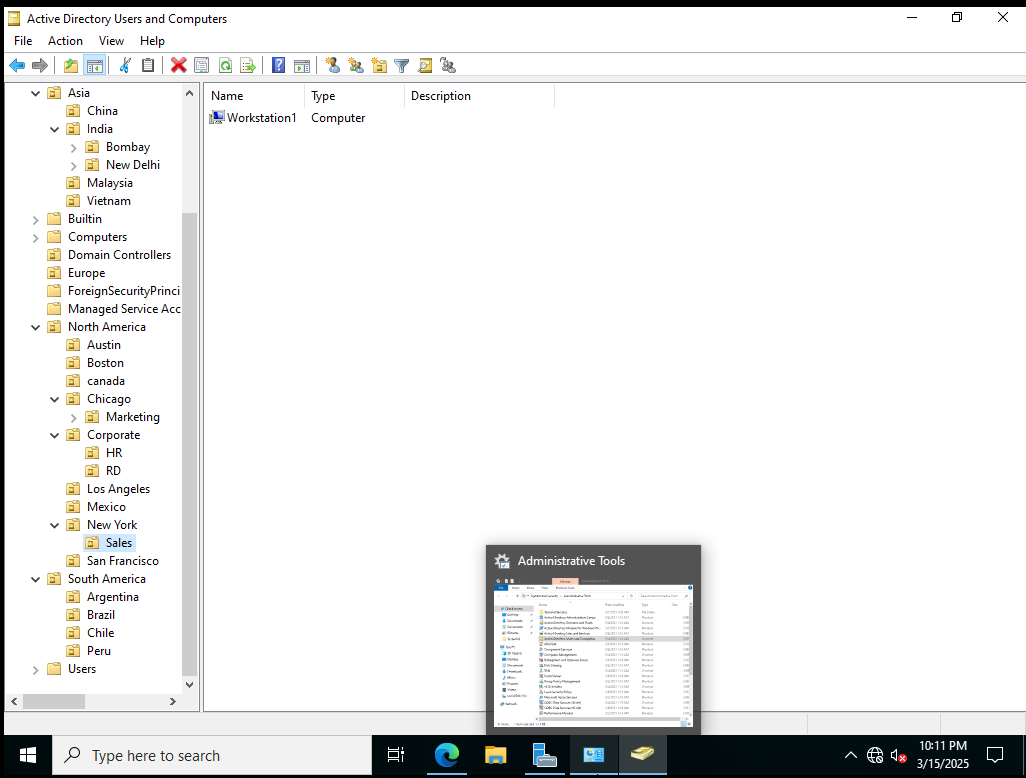 Active Directory Users and Computers
File Action View Help
Name Type Description
Workstation1 Computer
Asia
China
India
Bombay
New Delhi
Malaysia
Vietnam
Builtin
Computers
Domain Controllers
Europe
ForeignSecurityPrinci
Managed Service Acc
North America
Austin
Boston
canada
Chicago
Marketing
Corporate
HR
RD
Los Angeles
Mexico
New York
Sales
San Francisco
South America
Argentina
Brazil
Chile
Peru
Users
Administrative Tools
Type here to search
10:11 PM
3/15/2025